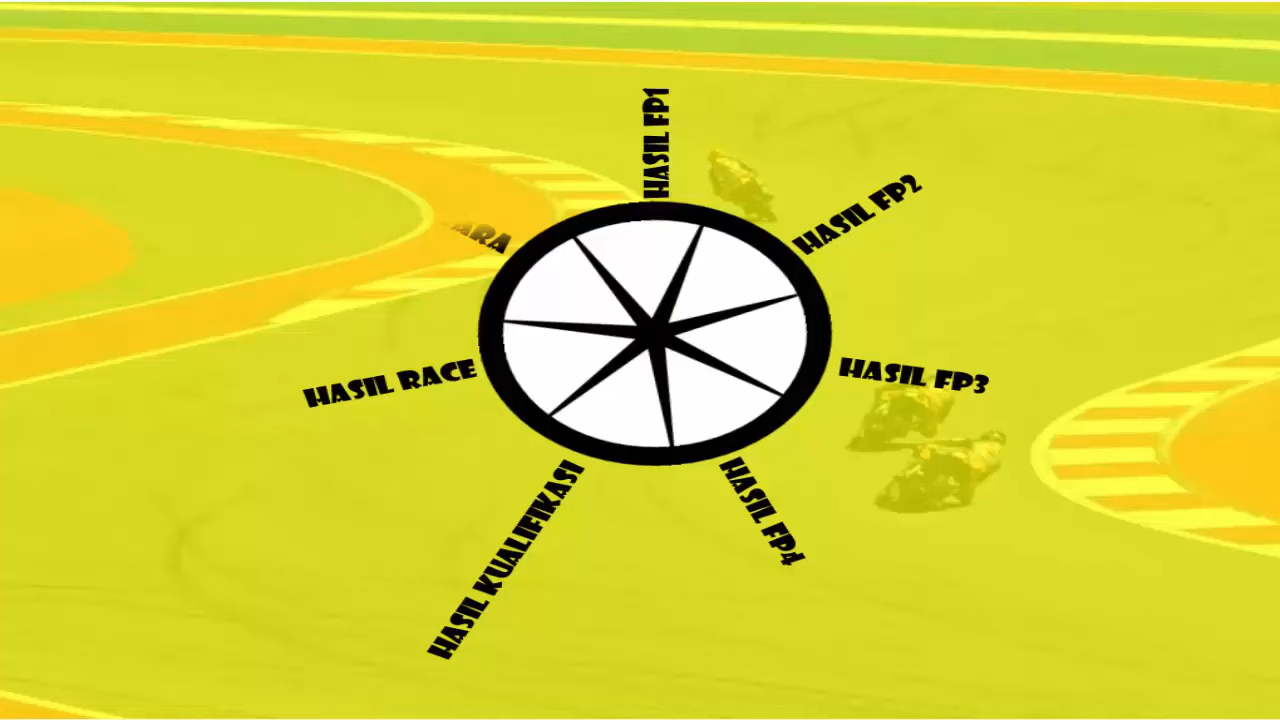 HASIL FP1
HASIL FP2
HASIL FP3
HASIL FP4
HASIL KUALIFIKASI
HASIL RACE